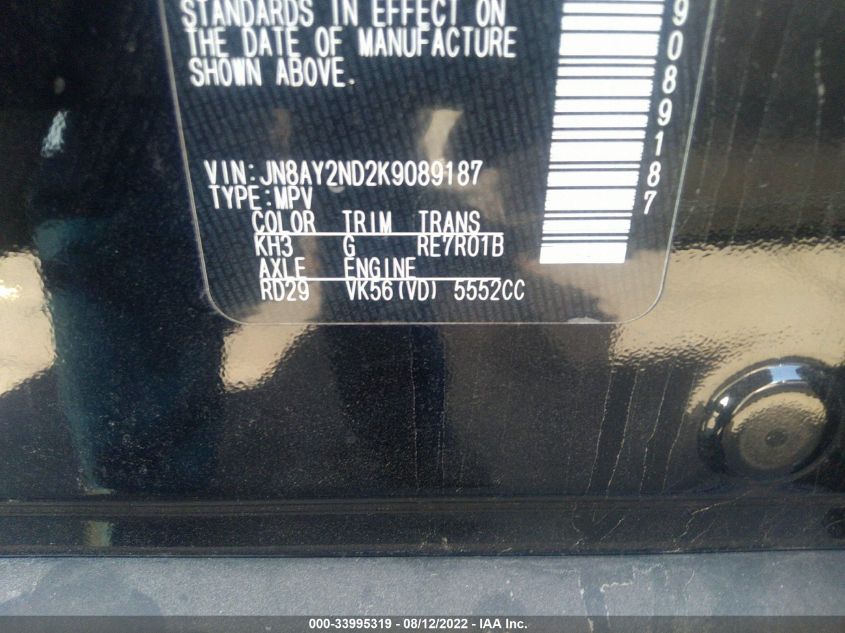 STANDARDS IN EFFECT ON
THE DATE OF MANUFACTURE
SHOWN ABOVE.
VIN:JN8AY2ND2K9089187
TYPE:MPV
COLOR TRIM TRANS
KH3 G RE7R01B
AXLE ENGINE
RD29 VK56(VD) 5552CC
9089187
000-33995319 - 08/12/2022 - IAA Inc.